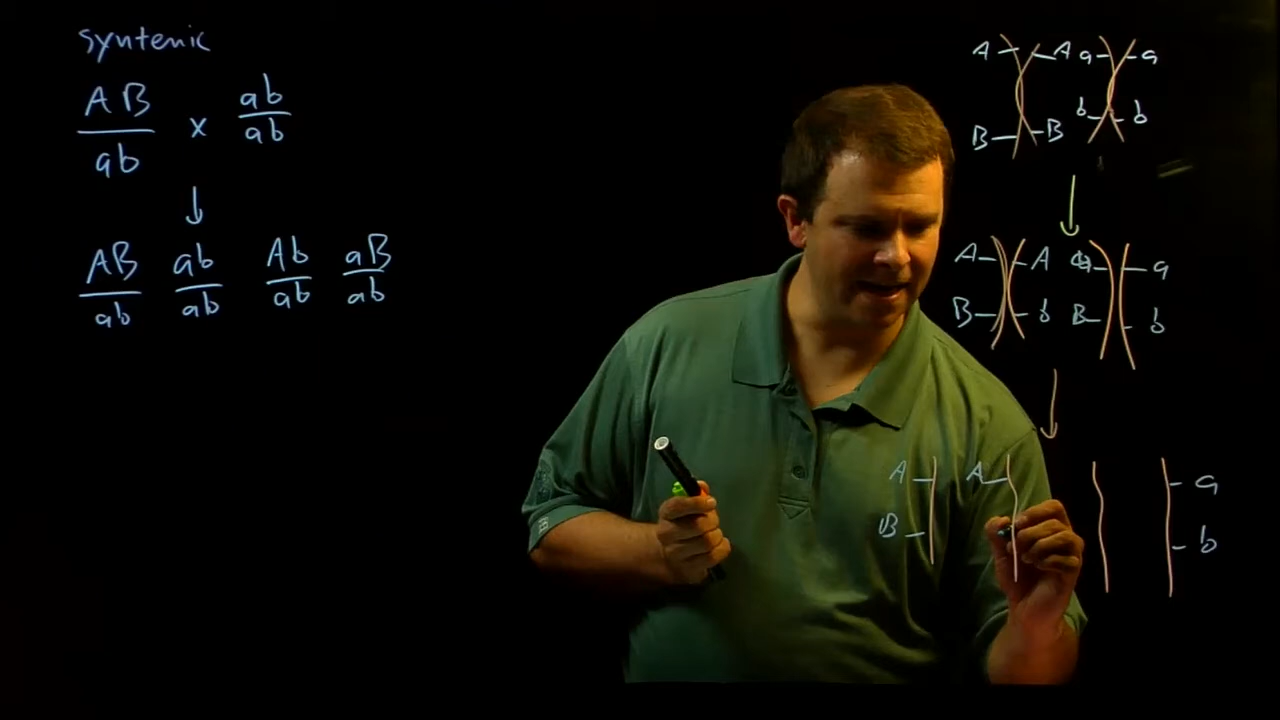 syntenic
AB ab
ab × ab
↓
AB ab Ab aB
ab ab ab ab
A A a a
B B b b
↓
A A a a
B b B b
↓
A A a
B b